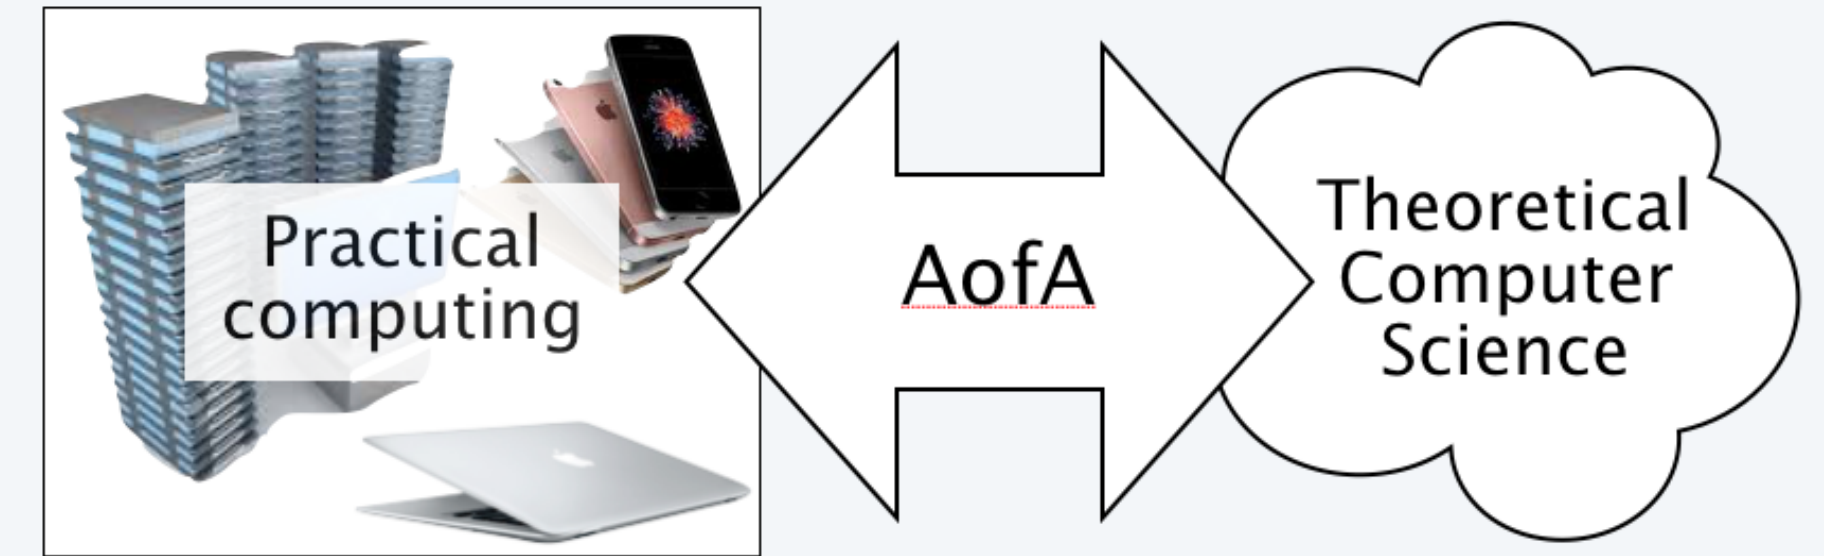 Practical
computing
AofA
Theoretical
Computer
Science